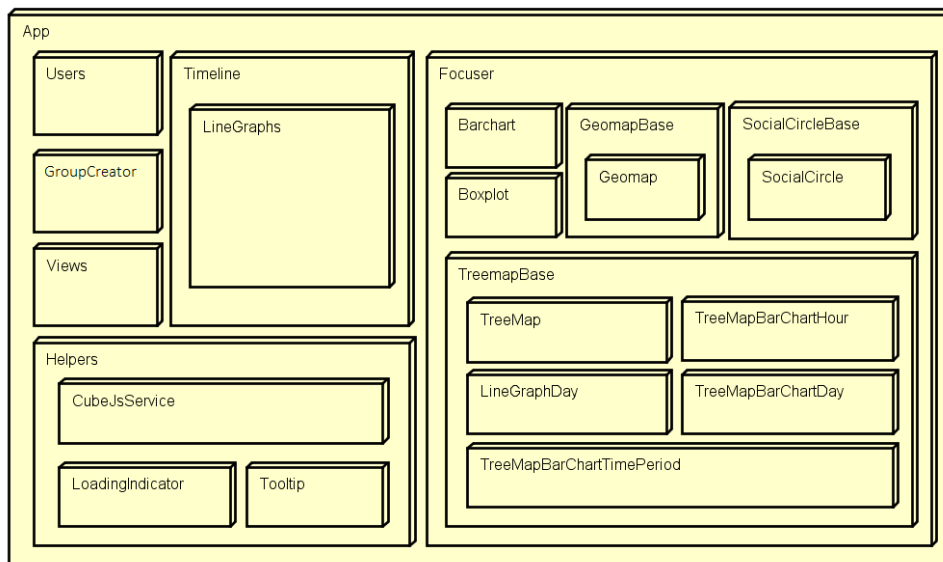 App
Users
Timeline
Focuser
LineGraphs
Barchart
GeomapBase
SocialCircleBase
GroupCreator
Geomap
SocialCircle
Boxplot
Views
TreemapBase
TreeMap
TreeMapBarChartHour
Helpers
CubeJsService
LineGraphDay
TreeMapBarChartDay
TreeMapBarChartTimePeriod
LoadingIndicator
Tooltip